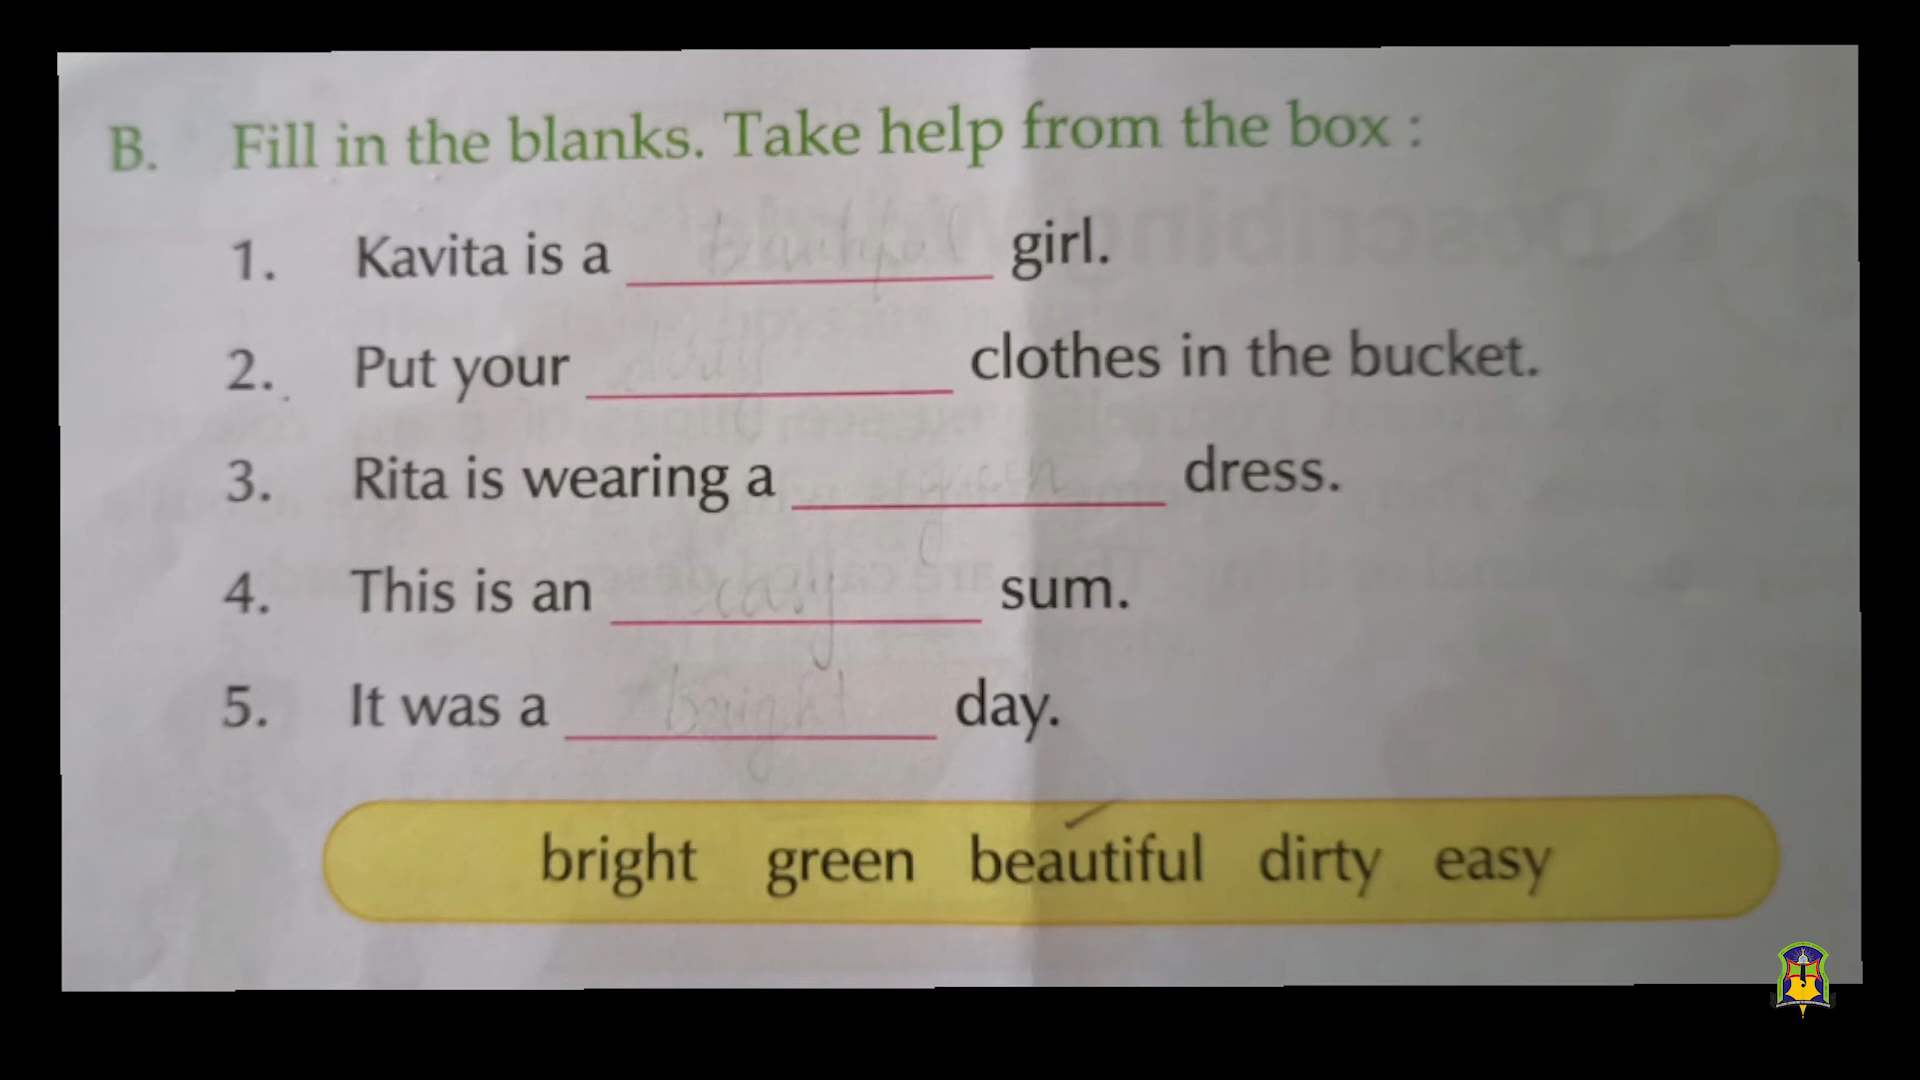 B. Fill in the blanks. Take help from the box :
1. Kavita is a beautiful girl.
2. Put your dirty clothes in the bucket.
3. Rita is wearing a green dress.
4. This is an easy sum.
5. It was a bright day.
bright green beautiful dirty easy